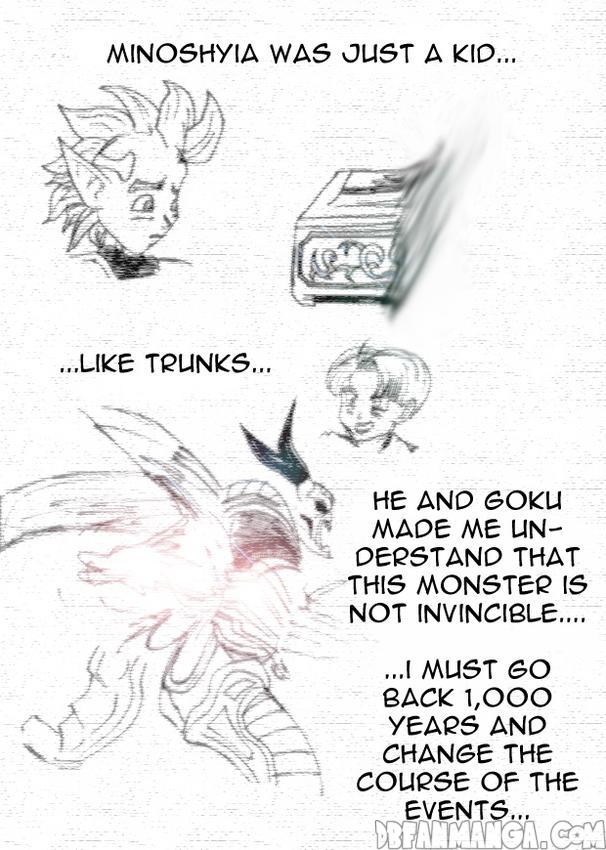 MINOSHYIA WAS JUST A KID...
...LIKE TRUNKS...
HE AND GOKU
MADE ME UN-
DERSTAND THAT
THIS MONSTER IS
NOT INVINCIBLE....
...I MUST GO
BACK 1,000
YEARS AND
CHANGE THE
COURSE OF THE
EVENTS...
DBFANMANGA.COM